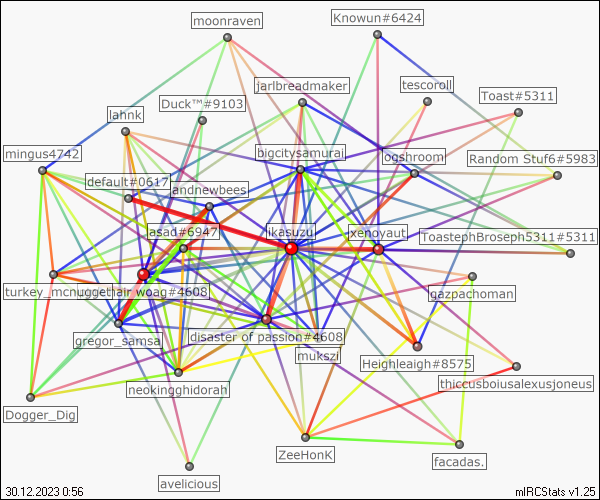 moonraven
Knowun#6424
jarlbreadmaker
tescoroll
Duck™#9103
Toast#5311
lahnk
mingus4742
bigcitysamurai
logshroom
Random Stuf6#5983
default#0617
andnewbees
asad#6947
ikasuzu
xenoyaut
ToastephBroseph5311#5311
turkey_mcnuggethair woag#4608
gazpachoman
gregor_samsa
disaster of passion#4608
mukszi
Heighleaigh#8575
neokingghidorah
thiccusboiusalexusjoneus
Dogger_Dig
ZeeHonK
facadas.
avelicious
30.12.2023 0:56
mIRCStats v1.25